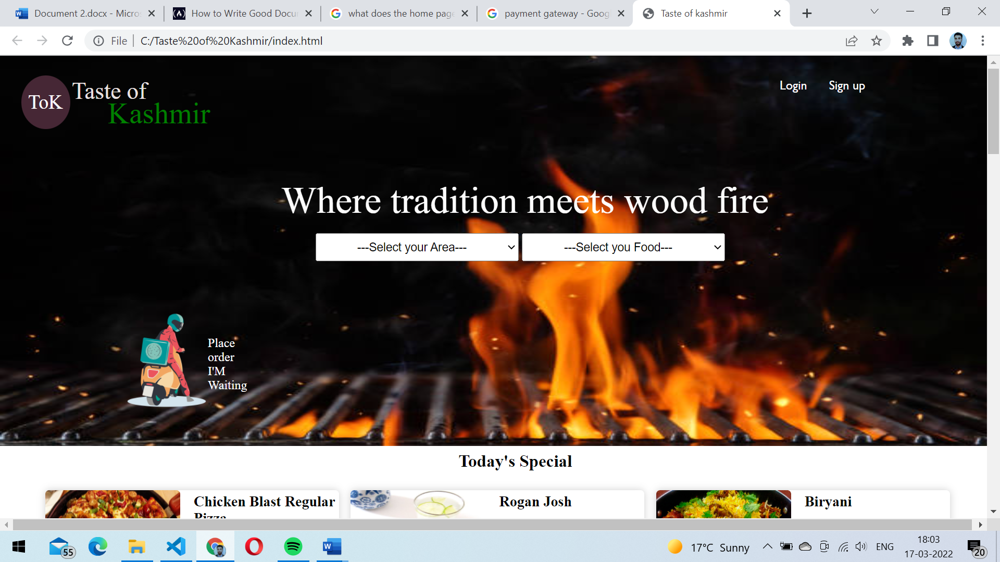 Document 2.docx - Micros
How to Write Good Docum
what does the home page
payment gateway - Googl
Taste of kashmir
File
C:/Taste%20of%20Kashmir/index.html
ToK
Taste of
Kashmir
Login
Sign up
Where tradition meets wood fire
---Select your Area---
---Select you Food---
Place
order
I'M
Waiting
Today's Special
Chicken Blast Regular
Pizza
Rogan Josh
Biryani
55
17°C Sunny
ENG
18:03
17-03-2022
20